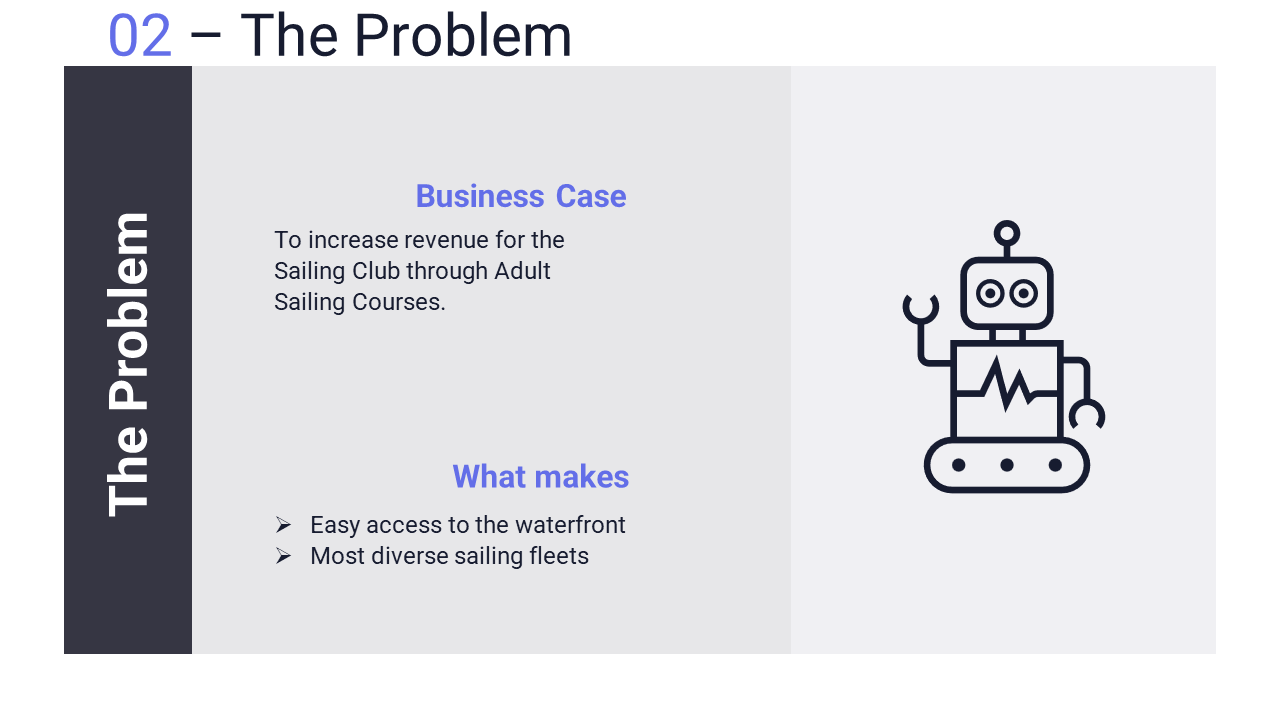 02 – The Problem
The Problem
Business Case
To increase revenue for the
Sailing Club through Adult
Sailing Courses.
What makes
➢ Easy access to the waterfront
➢ Most diverse sailing fleets